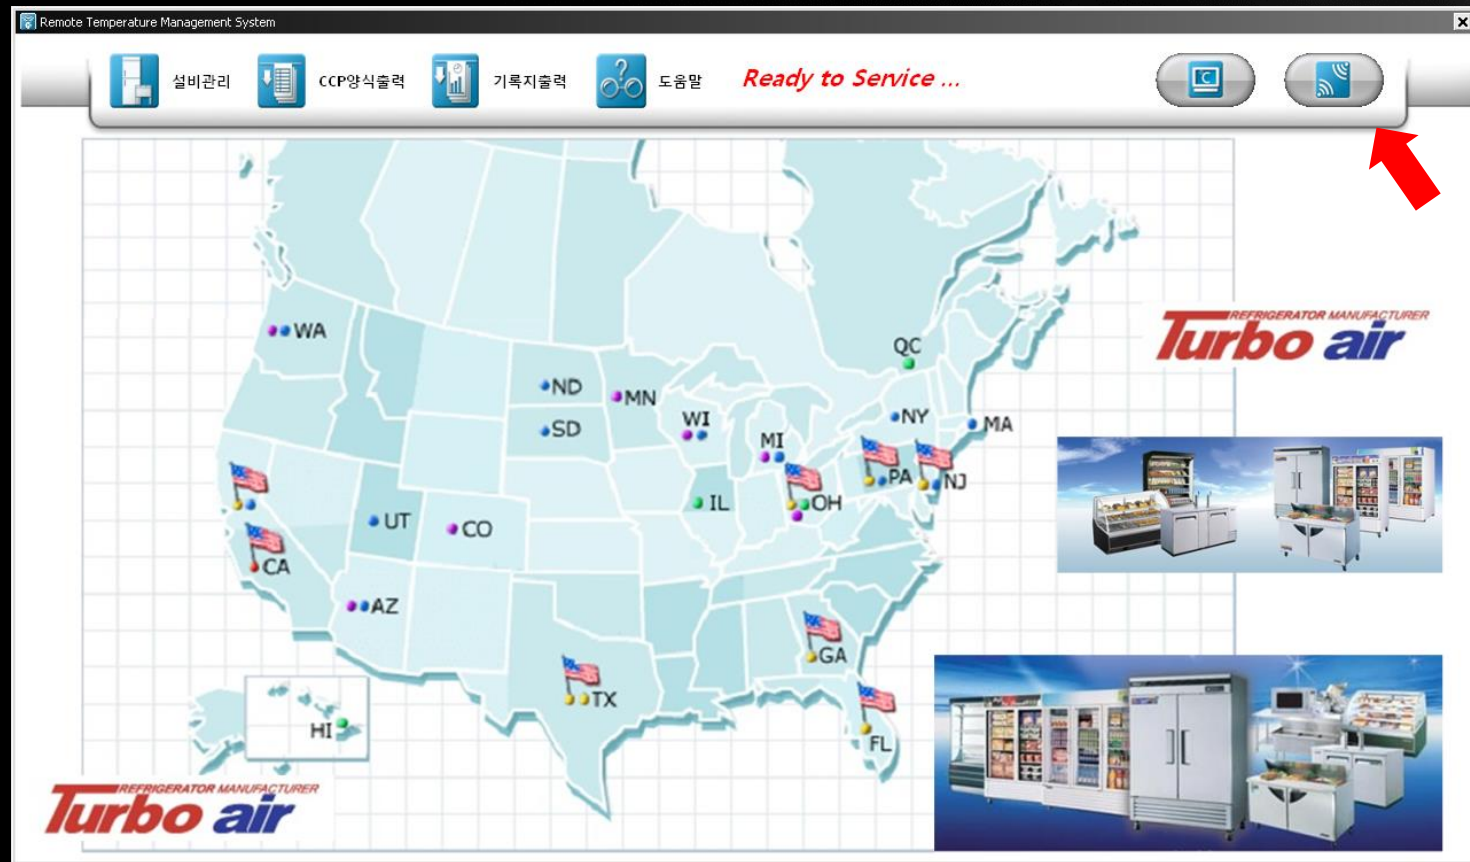 Remote Temperature Management System
설비관리 CCP양식출력 기록지출력 도움말 Ready to Service ...
C
WA
QC
ND
MN
SD
WI
NY
MA
MI
PA
NJ
IL
OH
UT
CO
CA
AZ
GA
TX
HI
FL
REFRIGERATOR MANUFACTURER
Turbo air
REFRIGERATOR MANUFACTURER
Turbo air